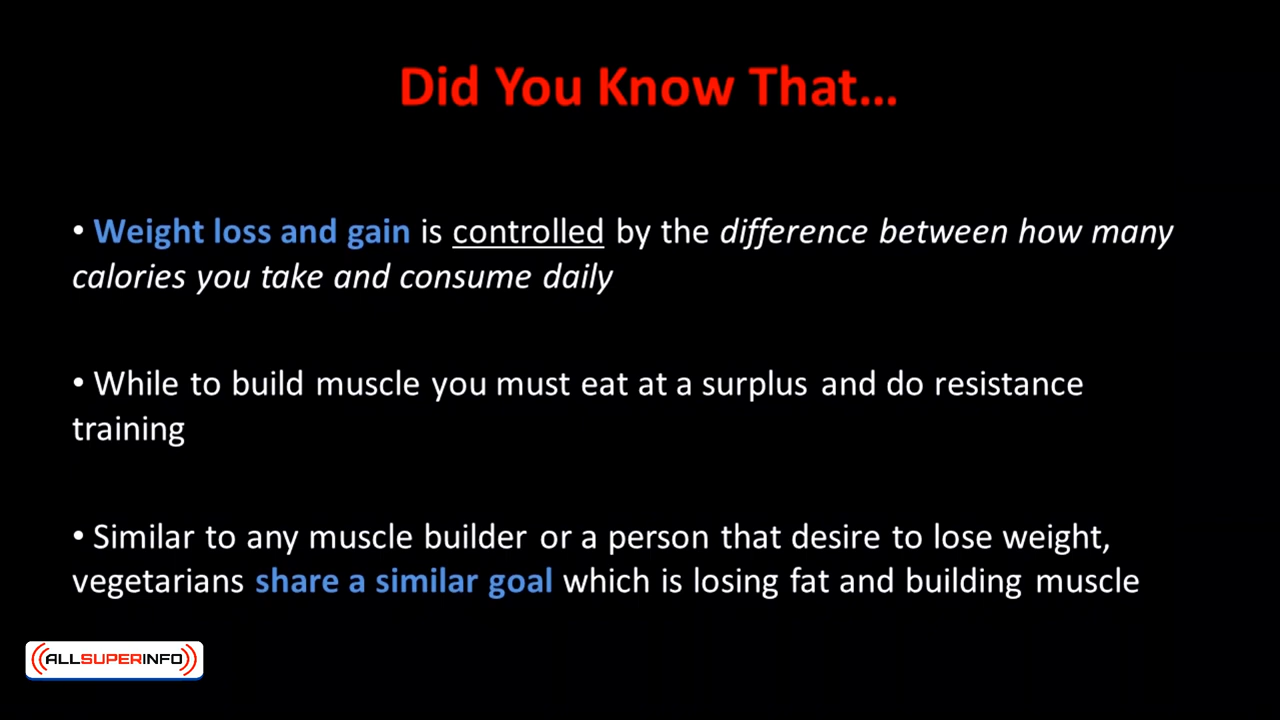 Did You Know That...
• Weight loss and gain is controlled by the difference between how many
calories you take and consume daily
• While to build muscle you must eat at a surplus and do resistance
training
• Similar to any muscle builder or a person that desire to lose weight,
vegetarians share a similar goal which is losing fat and building muscle
ALLSUPERINFO